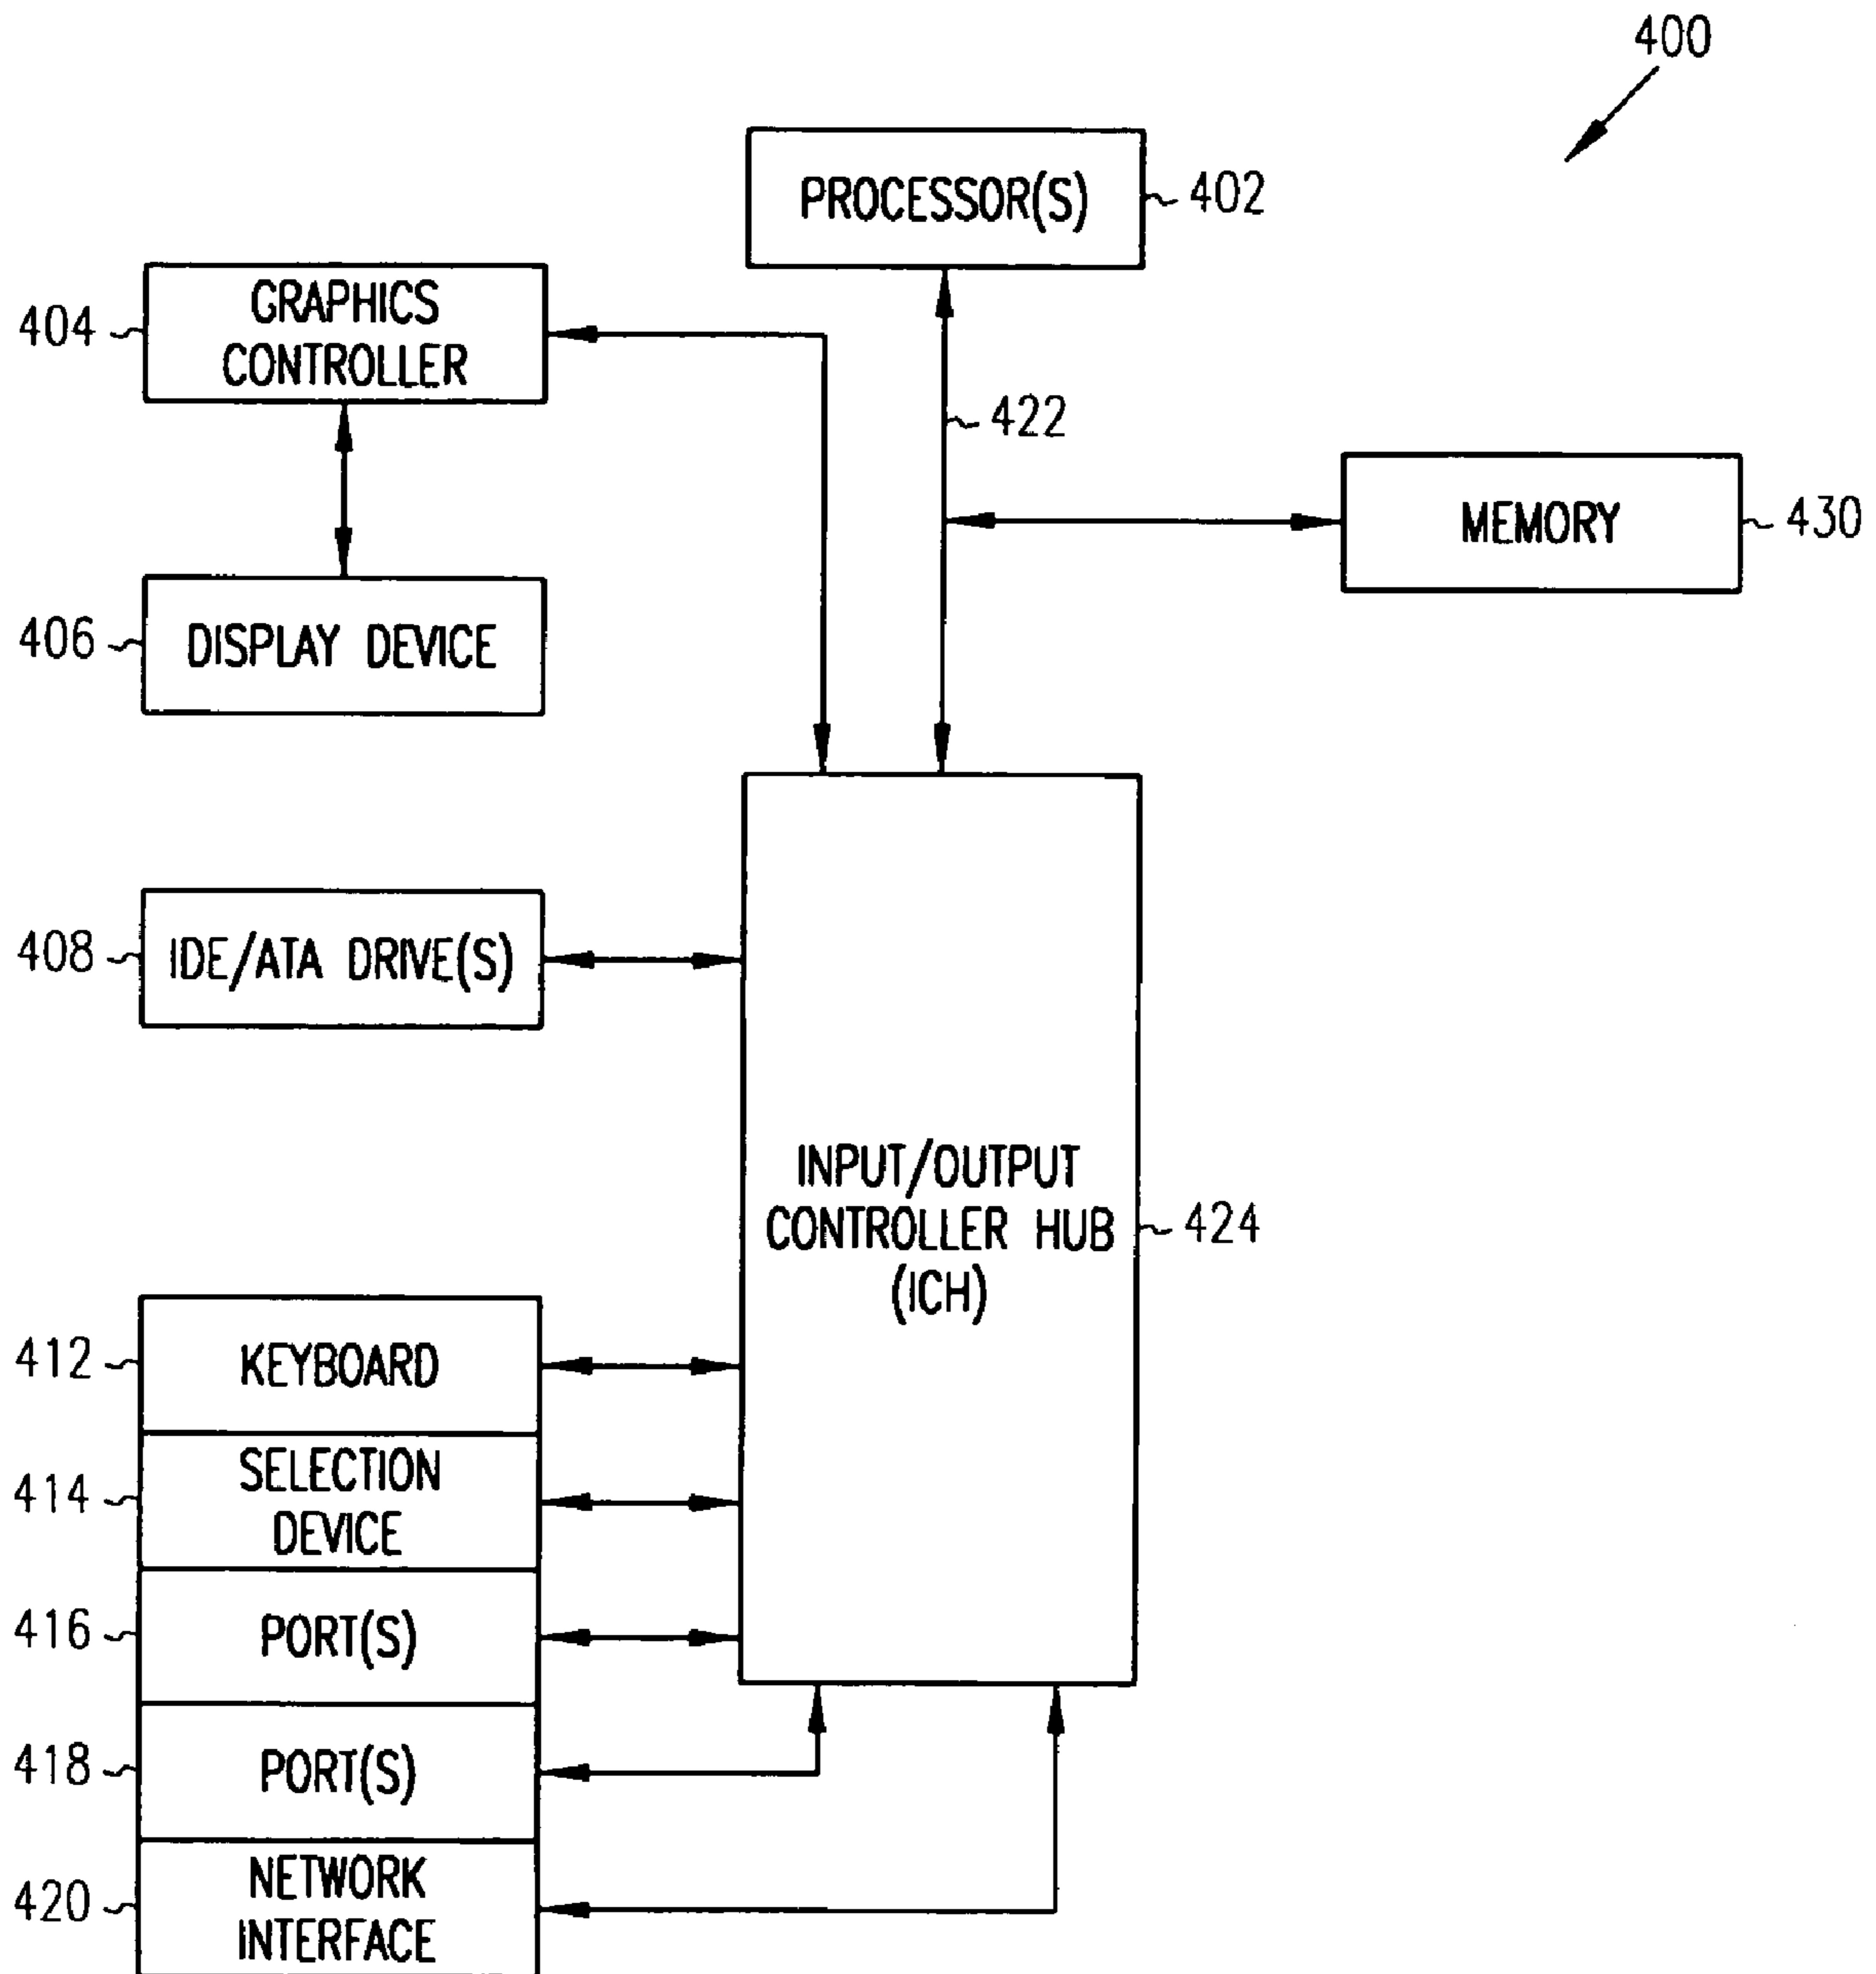 400
PROCESSOR(S)
402
GRAPHICS
CONTROLLER
404
422
MEMORY
430
DISPLAY DEVICE
406
IDE/ATA DRIVE(S)
408
INPUT/OUTPUT
CONTROLLER HUB
(ICH)
424
412
KEYBOARD
414
SELECTION
DEVICE
416
PORT(S)
418
PORT(S)
420
NETWORK
INTERFACE